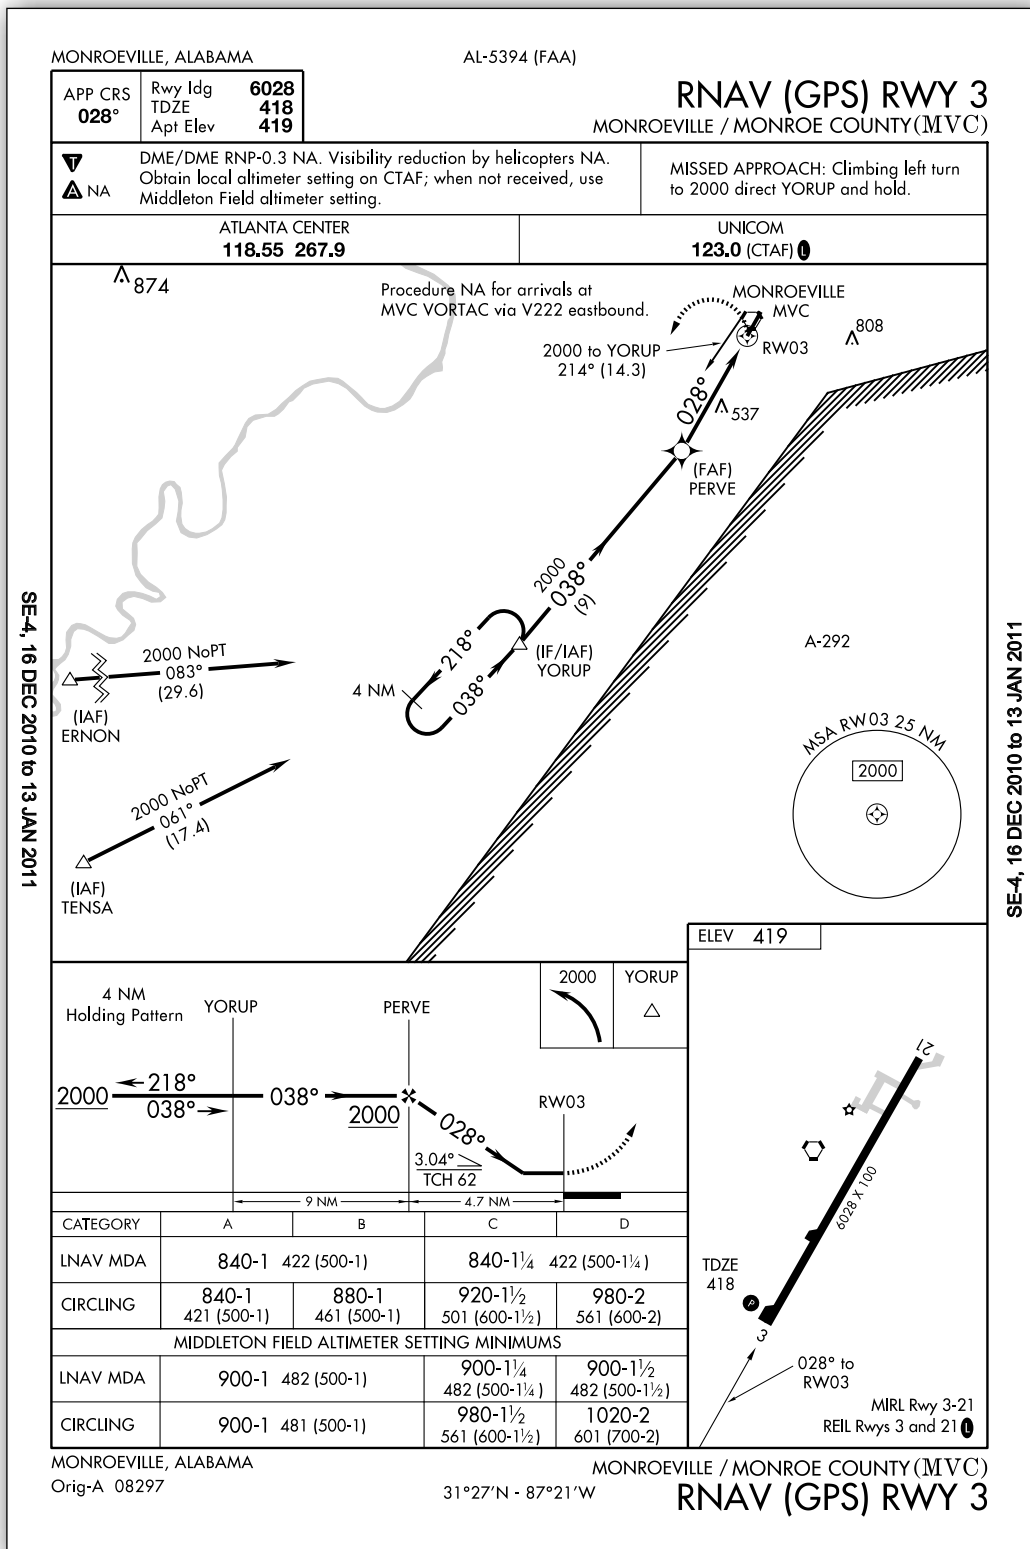 MONROEVILLE, ALABAMA
AL-5394 (FAA)
APP CRS
028°
Rwy ldg 6028
TDZE 418
Apt Elev 419
RNAV (GPS) RWY 3
MONROEVILLE / MONROE COUNTY (MVC)
T
A NA
DME/DME RNP-0.3 NA. Visibility reduction by helicopters NA.
Obtain local altimeter setting on CTAF; when not received, use
Middleton Field altimeter setting.
MISSED APPROACH: Climbing left turn
to 2000 direct YORUP and hold.
ATLANTA CENTER
118.55 267.9
UNICOM
123.0 (CTAF) L
874
Procedure NA for arrivals at
MVC VORTAC via V222 eastbound.
MONROEVILLE
MVC
808
RW03
2000 to YORUP
214° (14.3)
028°
537
(FAF)
PERVE
2000
038°
(9)
218°
038°
4 NM
(IF/IAF)
YORUP
A-292
2000 NoPT
083°
(29.6)
(IAF)
ERNON
2000 NoPT
061°
(17.4)
(IAF)
TENSA
MSA RW03 25 NM
2000
SE-4, 16 DEC 2010 to 13 JAN 2011
SE-4, 16 DEC 2010 to 13 JAN 2011
4 NM
Holding Pattern
YORUP
PERVE
2000
YORUP
2000
218°
038°
038°
2000
028°
RW03
3.04°
TCH 62
9 NM
4.7 NM
ELEV 419
21
6028 X 100
TDZE
418
P
3
028° to
RW03
MIRL Rwy 3-21
REIL Rwys 3 and 21 L
CATEGORY A B C D
LNAV MDA 840-1 422 (500-1) 840-1¼ 422 (500-1¼)
CIRCLING 840-1 880-1 920-1½ 980-2
421 (500-1) 461 (500-1) 501 (600-1½) 561 (600-2)
MIDDLETON FIELD ALTIMETER SETTING MINIMUMS
LNAV MDA 900-1 482 (500-1) 900-1¼ 900-1½
482 (500-1¼) 482 (500-1½)
CIRCLING 900-1 481 (500-1) 980-1½ 1020-2
561 (600-1½) 601 (700-2)
MONROEVILLE, ALABAMA
Orig-A 08297
31°27'N - 87°21'W
MONROEVILLE / MONROE COUNTY (MVC)
RNAV (GPS) RWY 3